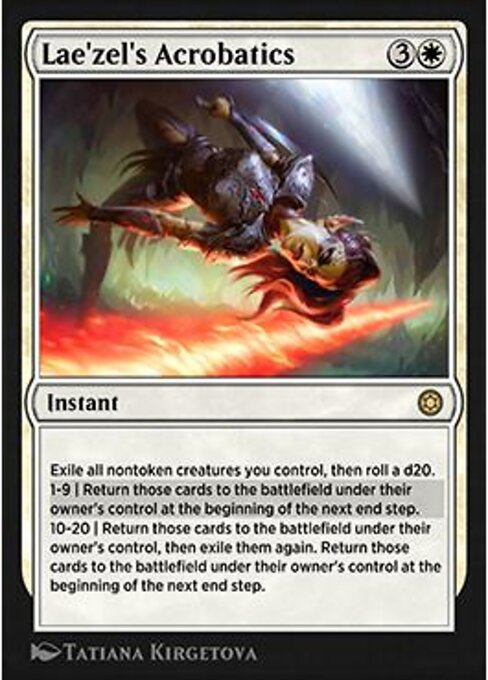 Lae'zel's Acrobatics 3
Instant
Exile all nontoken creatures you control, then roll a d20.
1-9 | Return those cards to the battlefield under their
owner's control at the beginning of the next end step.
10-20 | Return those cards to the battlefield under their
owner's control, then exile them again. Return those
cards to the battlefield under their owner's control at the
beginning of the next end step.
Tatiana Kirgetova